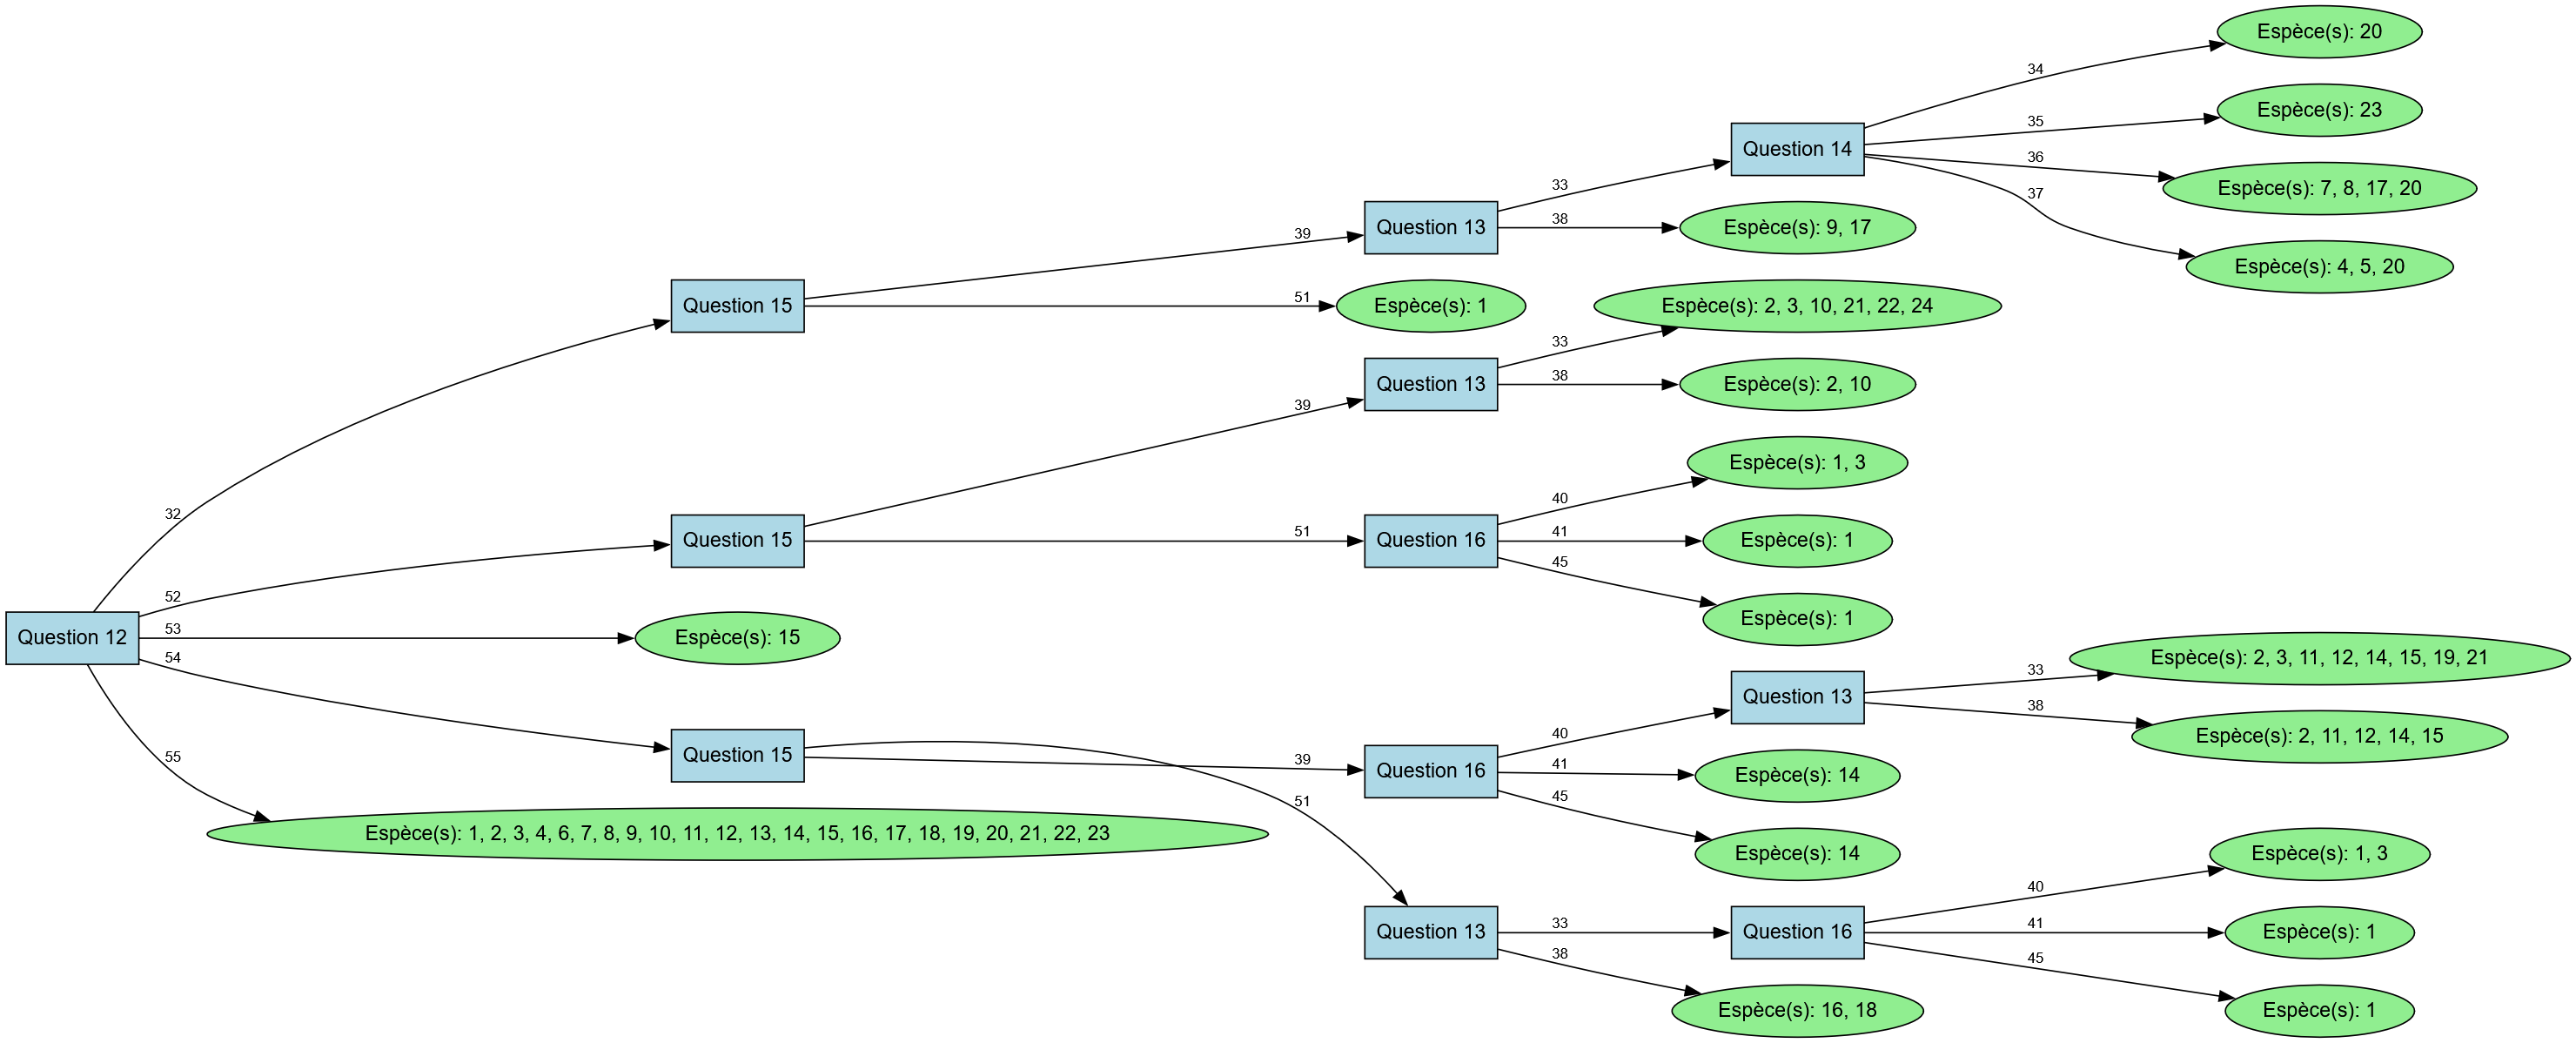 Espèce(s): 20
34
Espèce(s): 23
35
Question 14
36
Espèce(s): 7, 8, 17, 20
33
37
Question 13
38
Espèce(s): 9, 17
39
Espèce(s): 4, 5, 20
Question 15
51
Espèce(s): 1
Espèce(s): 2, 3, 10, 21, 22, 24
33
Question 13
38
Espèce(s): 2, 10
39
Espèce(s): 1, 3
40
32
Question 15
51
Question 16
41
Espèce(s): 1
45
52
Espèce(s): 1
Question 12
53
Espèce(s): 15
54
Espèce(s): 2, 3, 11, 12, 14, 15, 19, 21
33
Question 13
38
Espèce(s): 2, 11, 12, 14, 15
40
55
Question 15
39
Question 16
41
Espèce(s): 14
45
51
Espèce(s): 1, 2, 3, 4, 6, 7, 8, 9, 10, 11, 12, 13, 14, 15, 16, 17, 18, 19, 20, 21, 22, 23
Espèce(s): 14
Espèce(s): 1, 3
40
33
Question 13
Question 16
41
Espèce(s): 1
38
45
Espèce(s): 16, 18
Espèce(s): 1